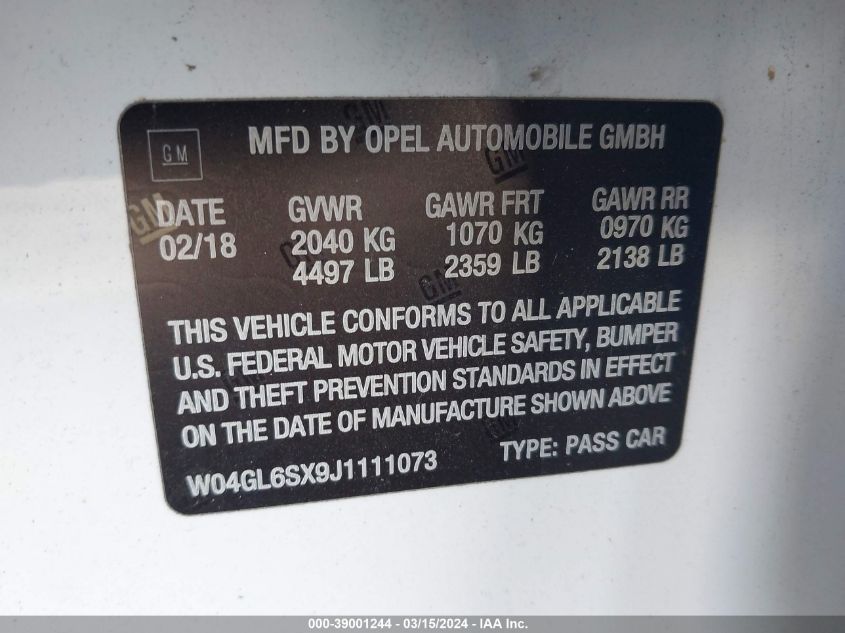 GM
MFD BY OPEL AUTOMOBILE GMBH
DATE GVWR GAWR FRT GAWR RR
02/18 2040 KG 1070 KG 0970 KG
4497 LB 2359 LB 2138 LB
THIS VEHICLE CONFORMS TO ALL APPLICABLE
U.S. FEDERAL MOTOR VEHICLE SAFETY, BUMPER
AND THEFT PREVENTION STANDARDS IN EFFECT
ON THE DATE OF MANUFACTURE SHOWN ABOVE
W04GL6SX9J1111073 TYPE: PASS CAR
000-39001244 - 03/15/2024 - IAA Inc.